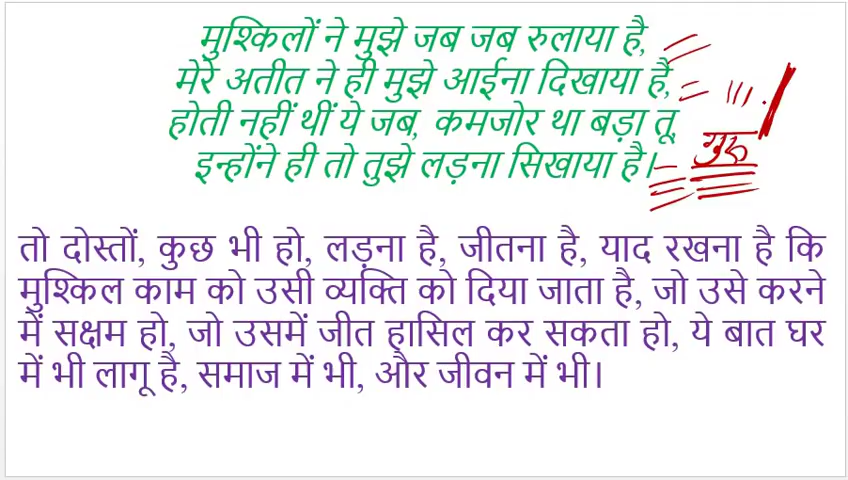 मुश्किलों ने मुझे जब जब रुलाया है,
मेरे अतीत ने ही मुझे आईना दिखाया है,
होती नहीं थीं ये जब, कमजोर था बड़ा तू,
इन्होंने ही तो तुझे लड़ना सिखाया है।
तो दोस्तों, कुछ भी हो, लड़ना है, जीतना है, याद रखना है कि
मुश्किल काम को उसी व्यक्ति को दिया जाता है, जो उसे करने
में सक्षम हो, जो उसमें जीत हासिल कर सकता हो, ये बात घर
में भी लागू है, समाज में भी, और जीवन में भी।